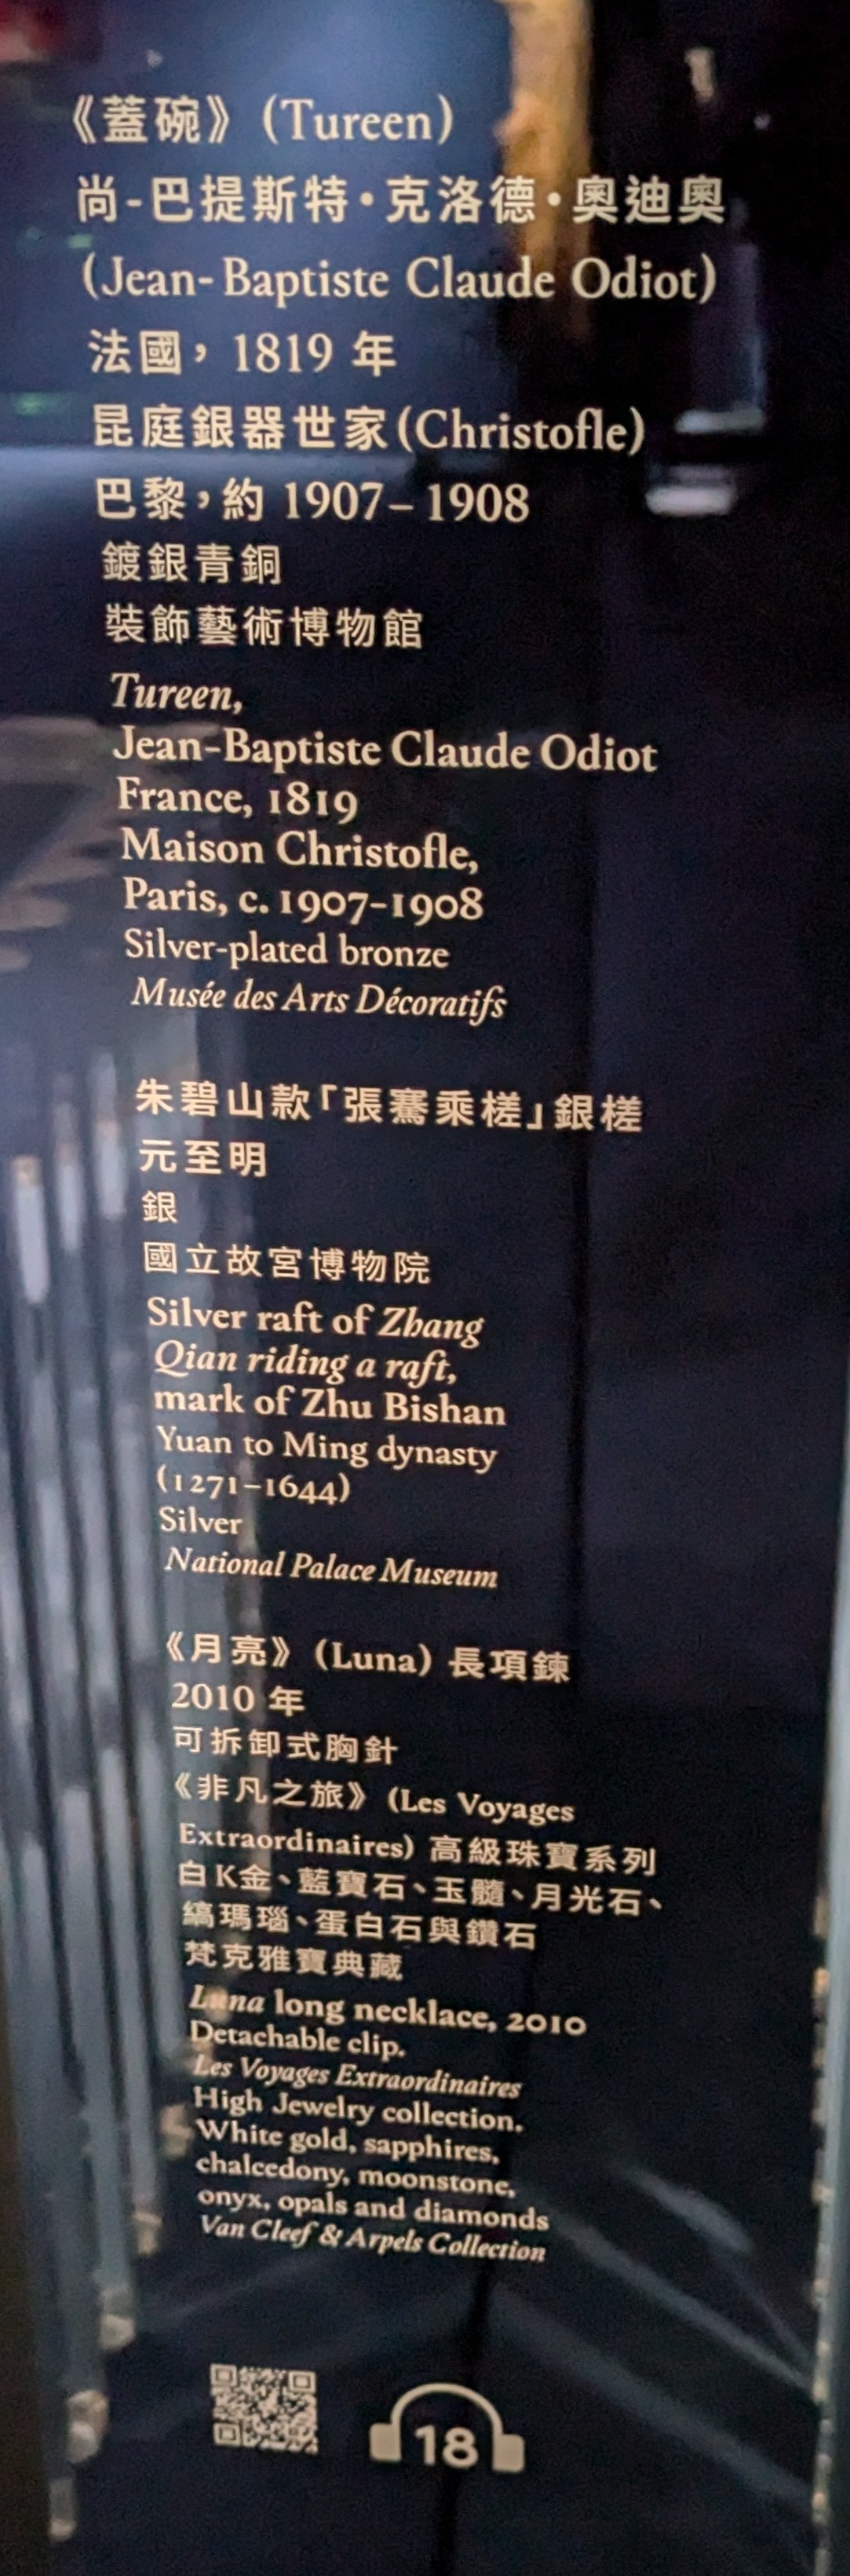 《蓋碗》(Tureen)
尚-巴提斯特·克洛德·奧迪奧
(Jean-Baptiste Claude Odiot)
法國，1819 年
昆庭銀器世家(Christofle)
巴黎，約 1907–1908
鍍銀青銅
裝飾藝術博物館
Tureen,
Jean-Baptiste Claude Odiot
France, 1819
Maison Christofle,
Paris, c. 1907–1908
Silver-plated bronze
Musée des Arts Décoratifs
朱碧山款「張騫乘槎」銀槎
元至明
銀
國立故宮博物院
Silver raft of Zhang
Qian riding a raft,
mark of Zhu Bishan
Yuan to Ming dynasty
(1271–1644)
Silver
National Palace Museum
《月亮》(Luna) 長項鍊
2010 年
可拆卸式胸針
《非凡之旅》(Les Voyages
Extraordinaires) 高級珠寶系列
白K金、藍寶石、玉髓、月光石、
縞瑪瑙、蛋白石與鑽石
梵克雅寶典藏
Luna long necklace, 2010
Detachable clip.
Les Voyages Extraordinaires
High Jewelry collection.
White gold, sapphires,
chalcedony, moonstone,
onyx, opals and diamonds
Van Cleef & Arpels Collection
18